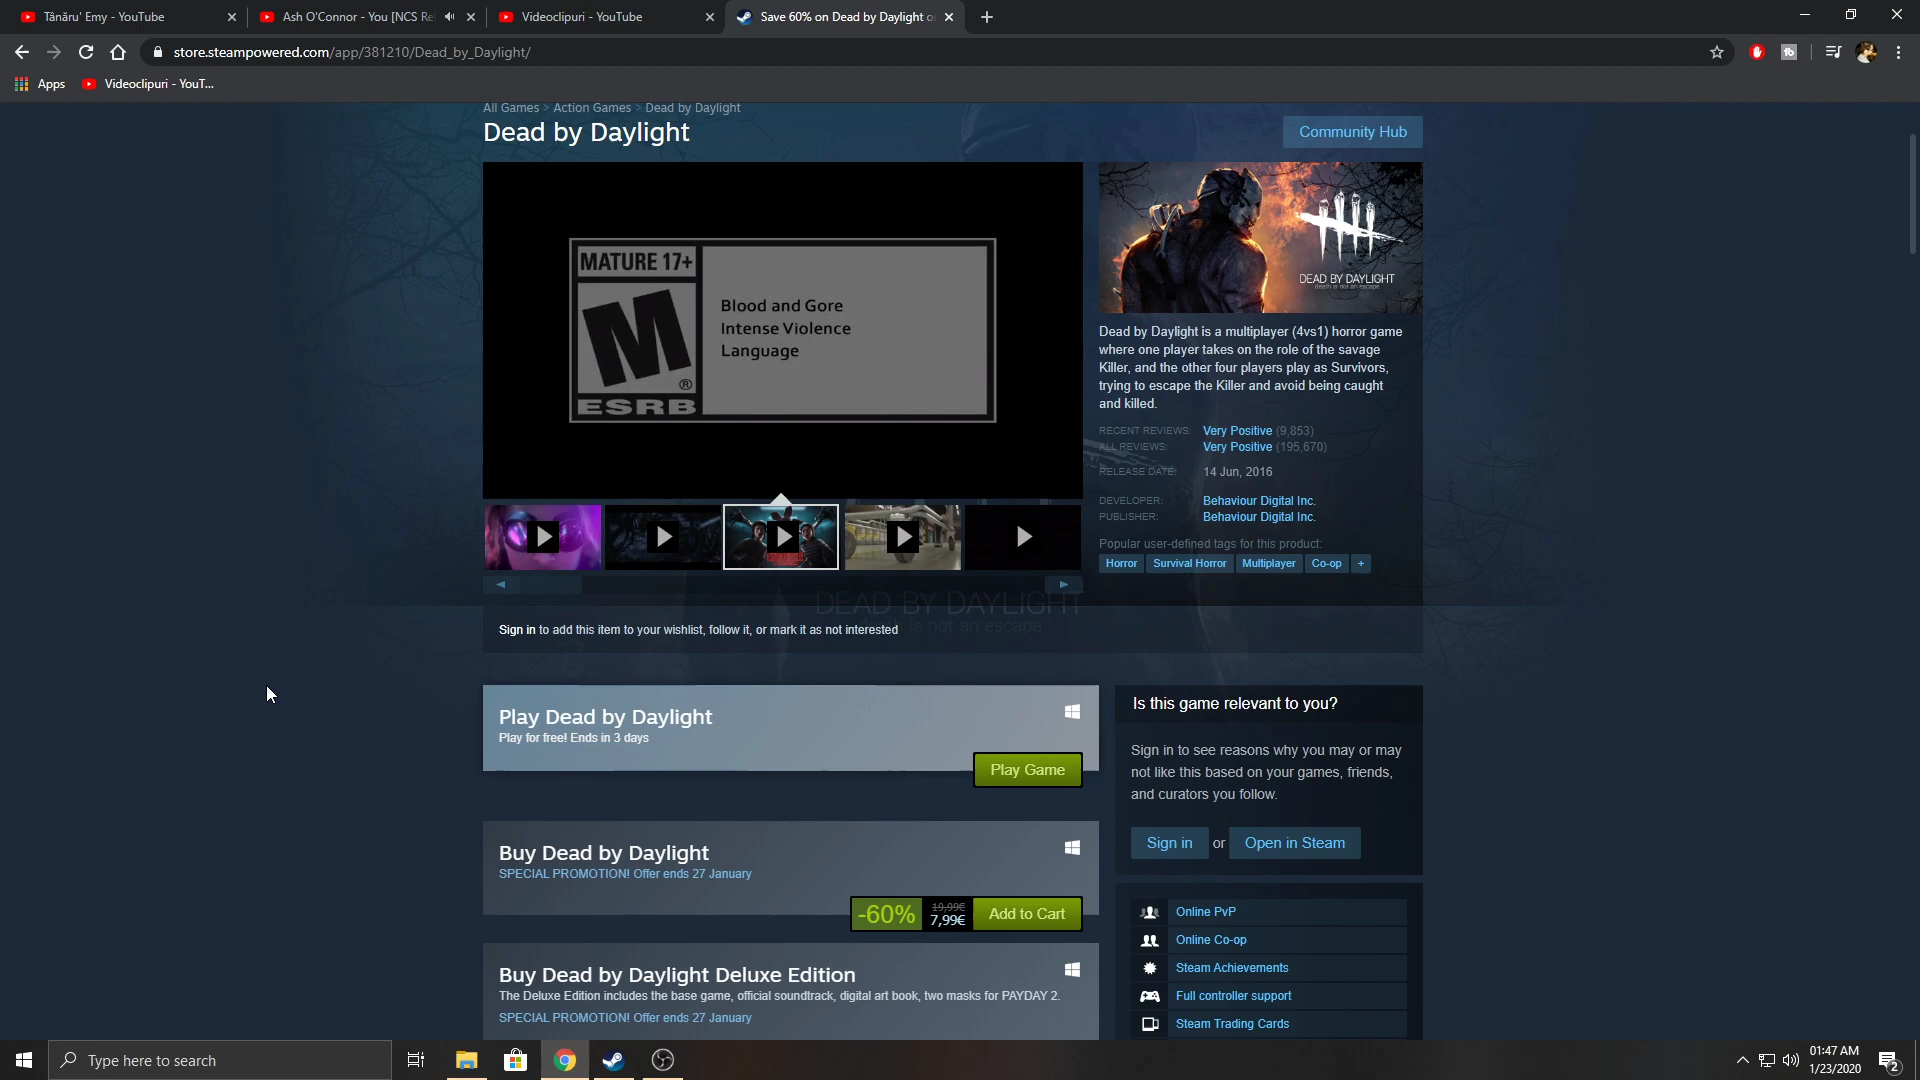 Tânăru' Emy - YouTube
Ash O'Connor - You [NCS Re
Videoclipuri - YouTube
Save 60% on Dead by Daylight o
store.steampowered.com/app/381210/Dead_by_Daylight/
Apps
Videoclipuri - YouT...
All Games > Action Games > Dead by Daylight
Dead by Daylight
Community Hub
MATURE 17+
M
ESRB
Blood and Gore
Intense Violence
Language
DEAD BY DAYLIGHT
death is not an escape
Dead by Daylight is a multiplayer (4vs1) horror game
where one player takes on the role of the savage
Killer, and the other four players play as Survivors,
trying to escape the Killer and avoid being caught
and killed.
RECENT REVIEWS: Very Positive (9,853)
ALL REVIEWS: Very Positive (195,670)
RELEASE DATE: 14 Jun, 2016
DEVELOPER: Behaviour Digital Inc.
PUBLISHER: Behaviour Digital Inc.
Popular user-defined tags for this product:
Horror Survival Horror Multiplayer Co-op +
DEAD BY DAYLIGHT
death is not an escape
Sign in to add this item to your wishlist, follow it, or mark it as not interested
Play Dead by Daylight
Play for free! Ends in 3 days
Play Game
Buy Dead by Daylight
SPECIAL PROMOTION! Offer ends 27 January
-60% 19,99€ 7,99€ Add to Cart
Buy Dead by Daylight Deluxe Edition
The Deluxe Edition includes the base game, official soundtrack, digital art book, two masks for PAYDAY 2.
SPECIAL PROMOTION! Offer ends 27 January
Is this game relevant to you?
Sign in to see reasons why you may or may
not like this based on your games, friends,
and curators you follow.
Sign in or Open in Steam
Online PvP
Online Co-op
Steam Achievements
Full controller support
Steam Trading Cards
Type here to search
01:47 AM
1/23/2020
2